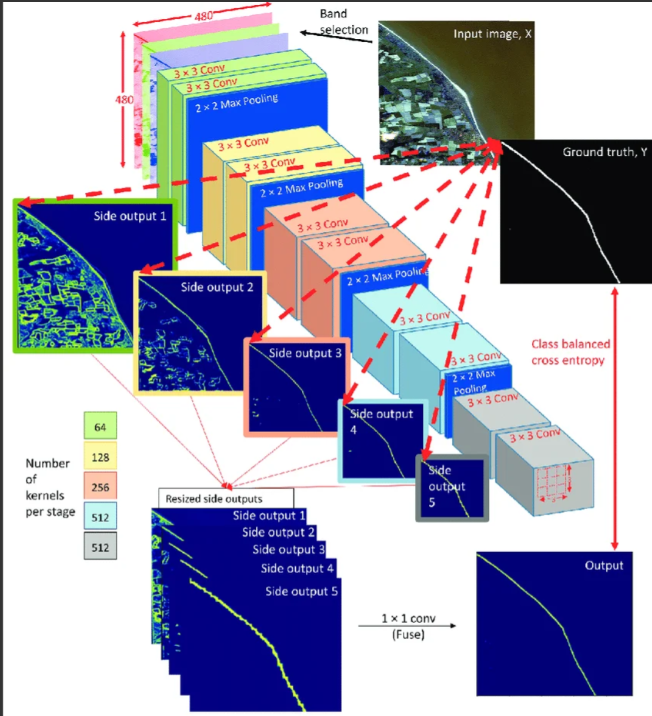 480
Band
selection
Input image, X
480
3 × 3 Conv
3 × 3 Conv
2 × 2 Max Pooling
Ground truth, Y
3 × 3 Conv
3 × 3 Conv
2 × 2 Max Pooling
Side output 1
3 × 3 Conv
3 × 3 Conv
2 × 2 Max Pooling
Side output 2
3 × 3 Conv
3 × 3 Conv
2 × 2 Max
Pooling
Class balanced
cross entropy
Side output 3
3 × 3 Conv
3 × 3 Conv
Side output
4
Side
output
5
Number
of
kernels
per stage
64
128
256
512
512
Resized side outputs
Side output 1
Side output 2
Side output 3
Side output 4
Side output 5
1 × 1 conv
(Fuse)
Output